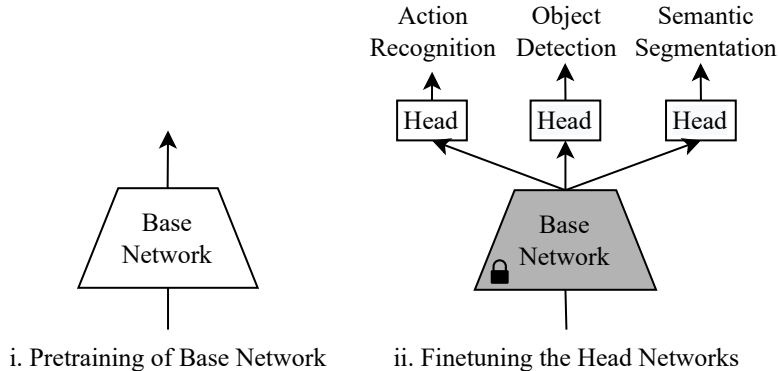 Action
Recognition
Object
Detection
Semantic
Segmentation
Head
Head
Head
Base
Network
Base
Network
i. Pretraining of Base Network
ii. Finetuning the Head Networks